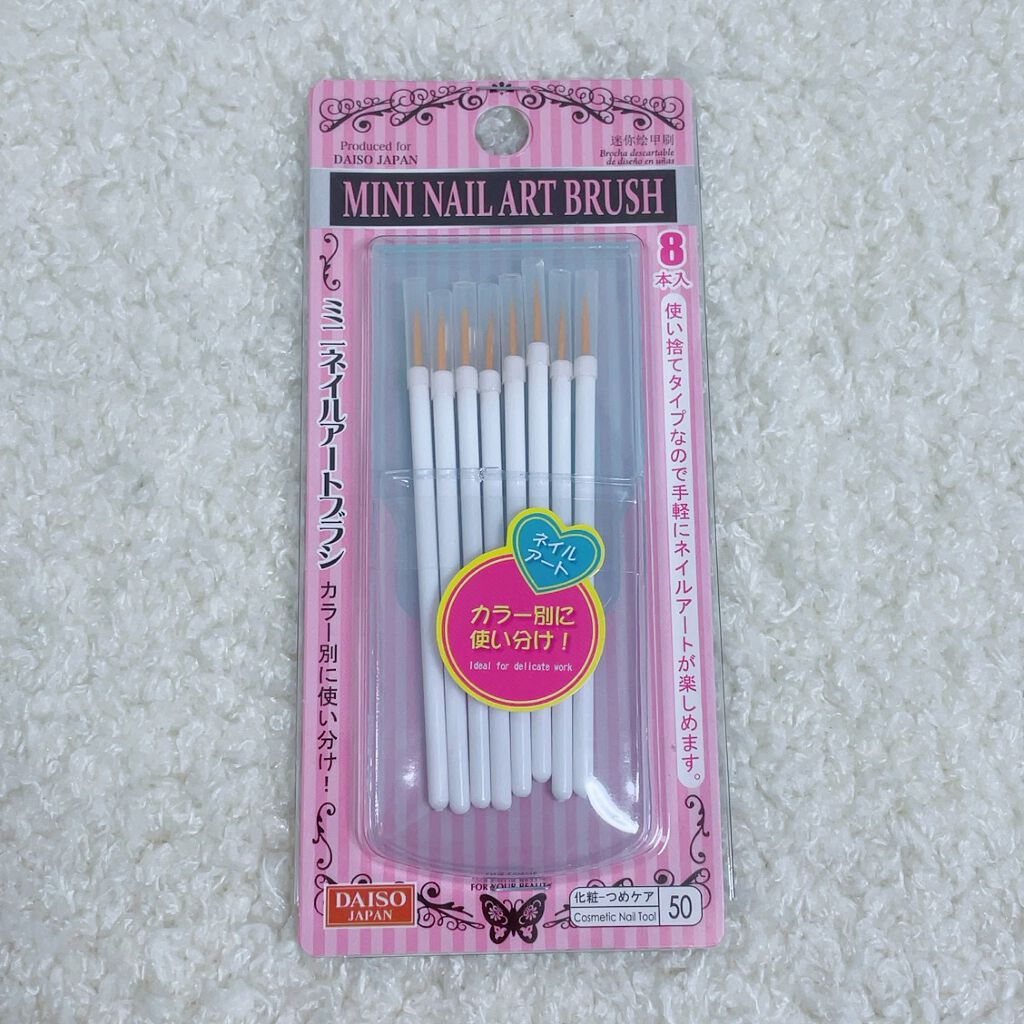 Produced for
DAISO JAPAN
迷你绘甲刷
Brocha descartable
de diseño en uñas
MINI NAIL ART BRUSH
8
本入
ミニネイルアートブラシ カラー別に使い分け！
使い捨てタイプなので手軽にネイルアートが楽しめます。
ネイル
アート
カラー別に
使い分け！
Ideal for delicate work
FOR YOUR BEAUTY
DAISO
JAPAN
化粧-つめケア
Cosmetic Nail Tool
50